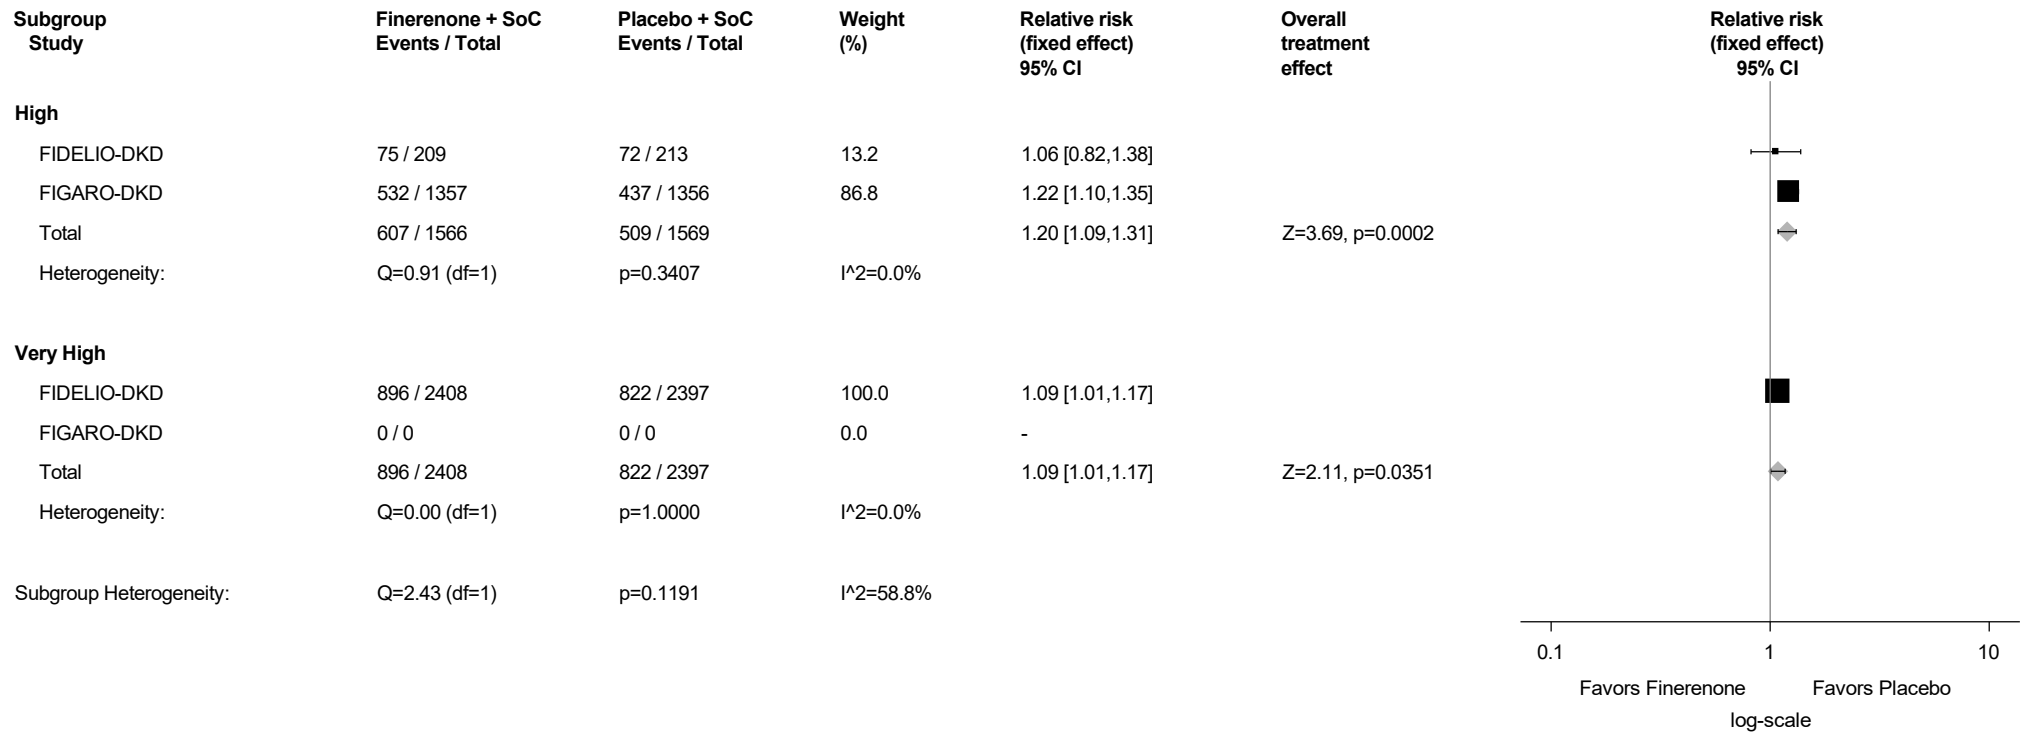 Subgroup Finerenone + SoC Placebo + SoC Weight Relative risk Overall Relative risk
Study Events / Total Events / Total (%) (fixed effect) treatment (fixed effect)
95% CI effect 95% CI
High
FIDELIO-DKD 75 / 209 72 / 213 13.2 1.06 [0.82,1.38]
FIGARO-DKD 532 / 1357 437 / 1356 86.8 1.22 [1.10,1.35]
Total 607 / 1566 509 / 1569 1.20 [1.09,1.31] Z=3.69, p=0.0002
Heterogeneity: Q=0.91 (df=1) p=0.3407 I^2=0.0%
Very High
FIDELIO-DKD 896 / 2408 822 / 2397 100.0 1.09 [1.01,1.17]
FIGARO-DKD 0 / 0 0 / 0 0.0 -
Total 896 / 2408 822 / 2397 1.09 [1.01,1.17] Z=2.11, p=0.0351
Heterogeneity: Q=0.00 (df=1) p=1.0000 I^2=0.0%
Subgroup Heterogeneity: Q=2.43 (df=1) p=0.1191 I^2=58.8%
0.1 1 10
Favors Finerenone Favors Placebo
log-scale